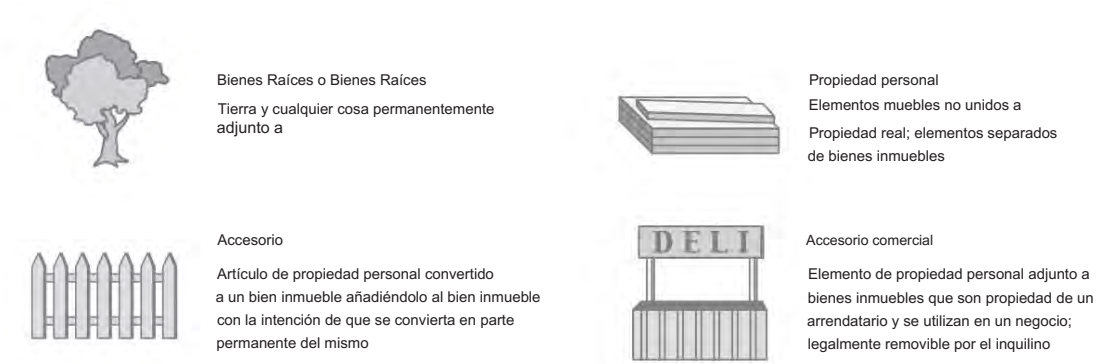 Bienes Raíces o Bienes Raíces
Tierra y cualquier cosa permanentemente
adjunto a
Propiedad personal
Elementos muebles no unidos a
Propiedad real; elementos separados
de bienes inmuebles
Accesorio
Artículo de propiedad personal convertido
a un bien inmueble añadiéndolo al bien inmueble
con la intención de que se convierta en parte
permanente del mismo
DELI
Accesorio comercial
Elemento de propiedad personal adjunto a
bienes inmuebles que son propiedad de un
arrendatario y se utilizan en un negocio;
legalmente removible por el inquilino